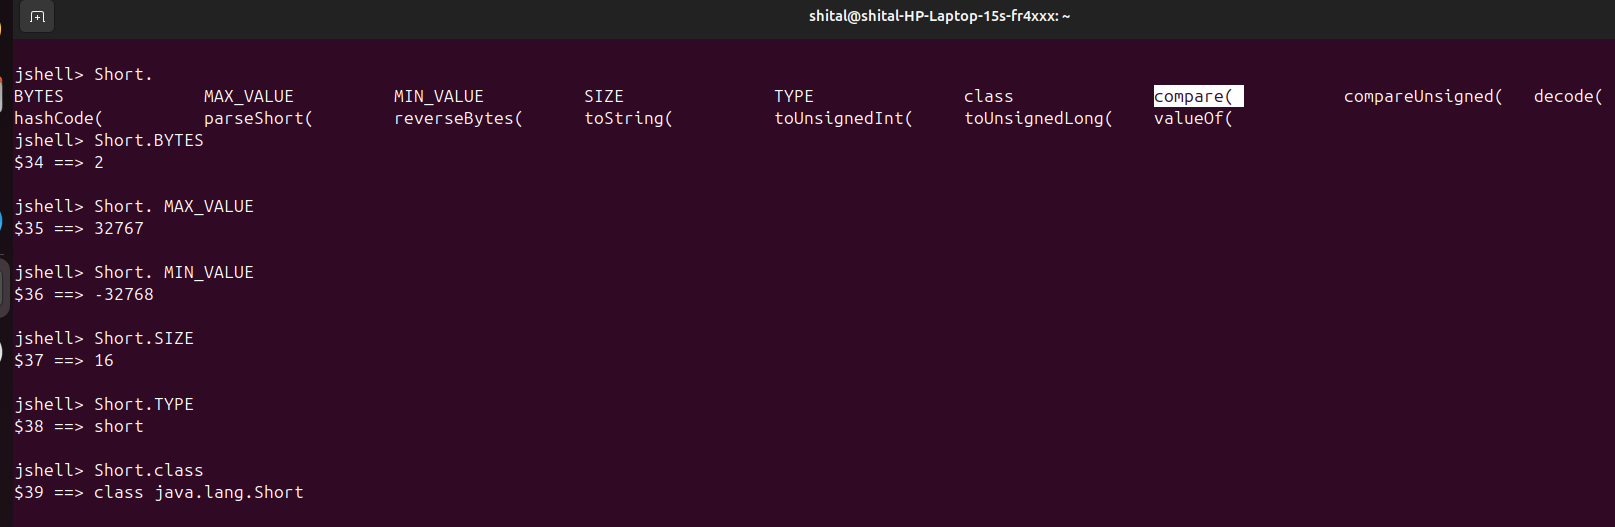 shital@shital-HP-Laptop-15s-fr4xxx: ~
jshell> Short.
BYTES MAX_VALUE MIN_VALUE SIZE TYPE class compare( compareUnsigned( decode(
hashCode( parseShort( reverseBytes( toString( toUnsignedInt( toUnsignedLong( valueOf(
jshell> Short.BYTES
$34 ==> 2
jshell> Short. MAX_VALUE
$35 ==> 32767
jshell> Short. MIN_VALUE
$36 ==> -32768
jshell> Short.SIZE
$37 ==> 16
jshell> Short.TYPE
$38 ==> short
jshell> Short.class
$39 ==> class java.lang.Short